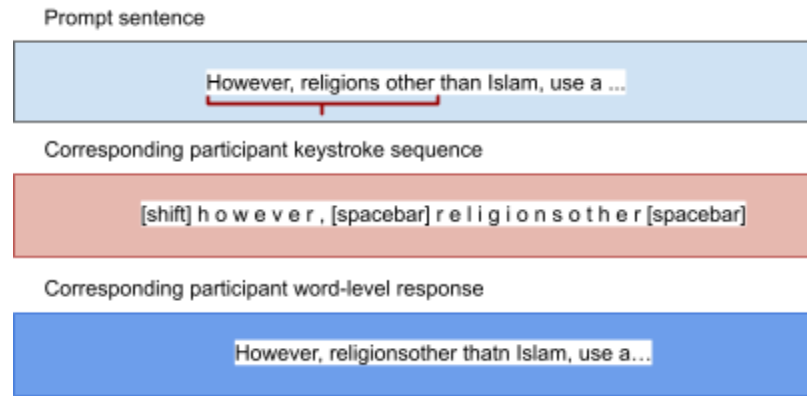 Prompt sentence
However, religions other than Islam, use a ...
Corresponding participant keystroke sequence
[shift] h o w e v e r , [spacebar] r e l i g i o n s o t h e r [spacebar]
Corresponding participant word-level response
However, religionsother thatn Islam, use a…